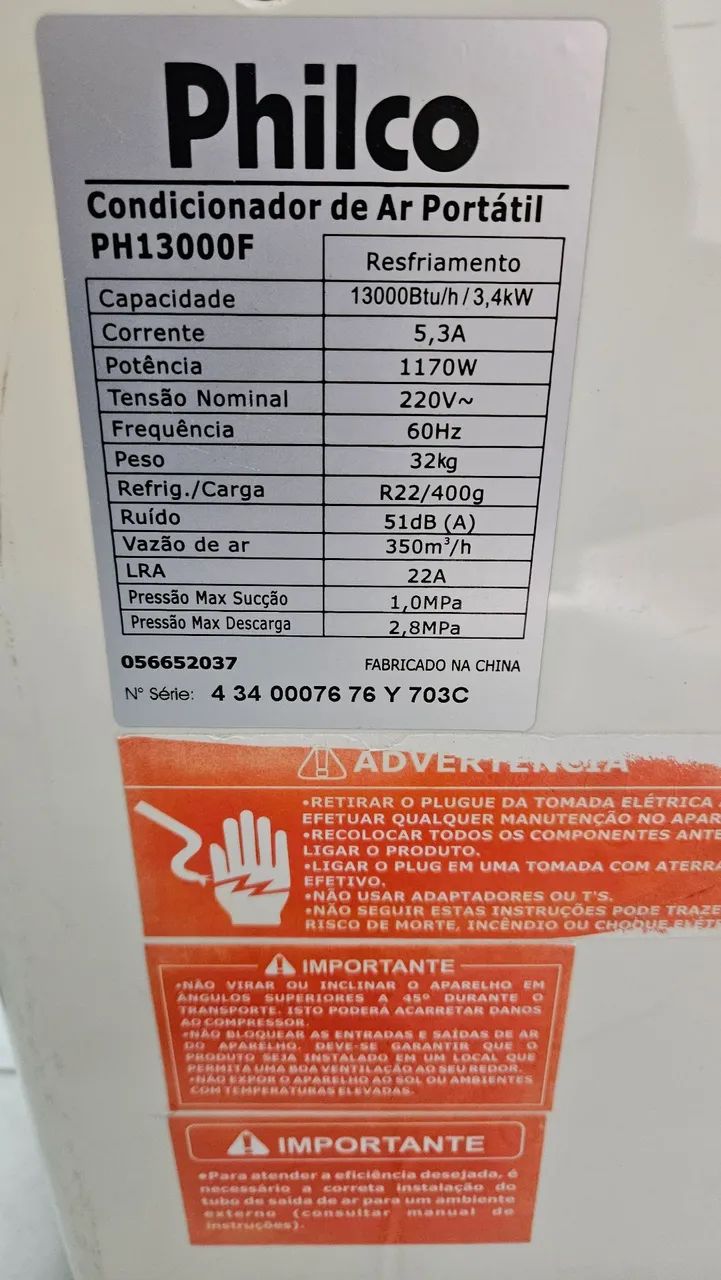 Philco
Condicionador de Ar Portátil
PH13000F
Resfriamento
Capacidade 13000Btu/h / 3,4kW
Corrente 5,3A
Potência 1170W
Tensão Nominal 220V~
Frequência 60Hz
Peso 32kg
Refrig./Carga R22/400g
Ruído 51dB (A)
Vazão de ar 350m³/h
LRA 22A
Pressão Max Sucção 1,0MPa
Pressão Max Descarga 2,8MPa
056652037 FABRICADO NA CHINA
Nº Série: 4 34 00076 76 Y 703C
ADVERTENCIA
•RETIRAR O PLUGUE DA TOMADA ELÉTRICA
EFETUAR QUALQUER MANUTENÇÃO NO APAR
•RECOLOCAR TODOS OS COMPONENTES ANTE
LIGAR O PRODUTO.
•LIGAR O PLUG EM UMA TOMADA COM ATERRA
EFETIVO.
•NÃO USAR ADAPTADORES OU T'S.
•NÃO SEGUIR ESTAS INSTRUÇÕES PODE TRAZE
RISCO DE MORTE, INCÊNDIO OU CHOQUE ELÉT
IMPORTANTE
•NÃO VIRAR OU INCLINAR O APARELHO EM
ÂNGULOS SUPERIORES A 45º DURANTE O
TRANSPORTE. ISTO PODERÁ ACARRETAR DANOS
AO COMPRESSOR.
•NÃO BLOQUEAR AS ENTRADAS E SAÍDAS DE AR
DO APARELHO. DEVE-SE GARANTIR QUE O
PRODUTO SEJA INSTALADO EM UM LOCAL QUE
PERMITA UMA BOA VENTILAÇÃO AO SEU REDOR.
•NÃO EXPOR O APARELHO AO SOL OU AMBIENTES
COM TEMPERATURAS ELEVADAS.
IMPORTANTE
•Para atender a eficiência desejada, é
necessário a correta instalação do
tubo de saída de ar para um ambiente
externo (consultar manual de
instruções).